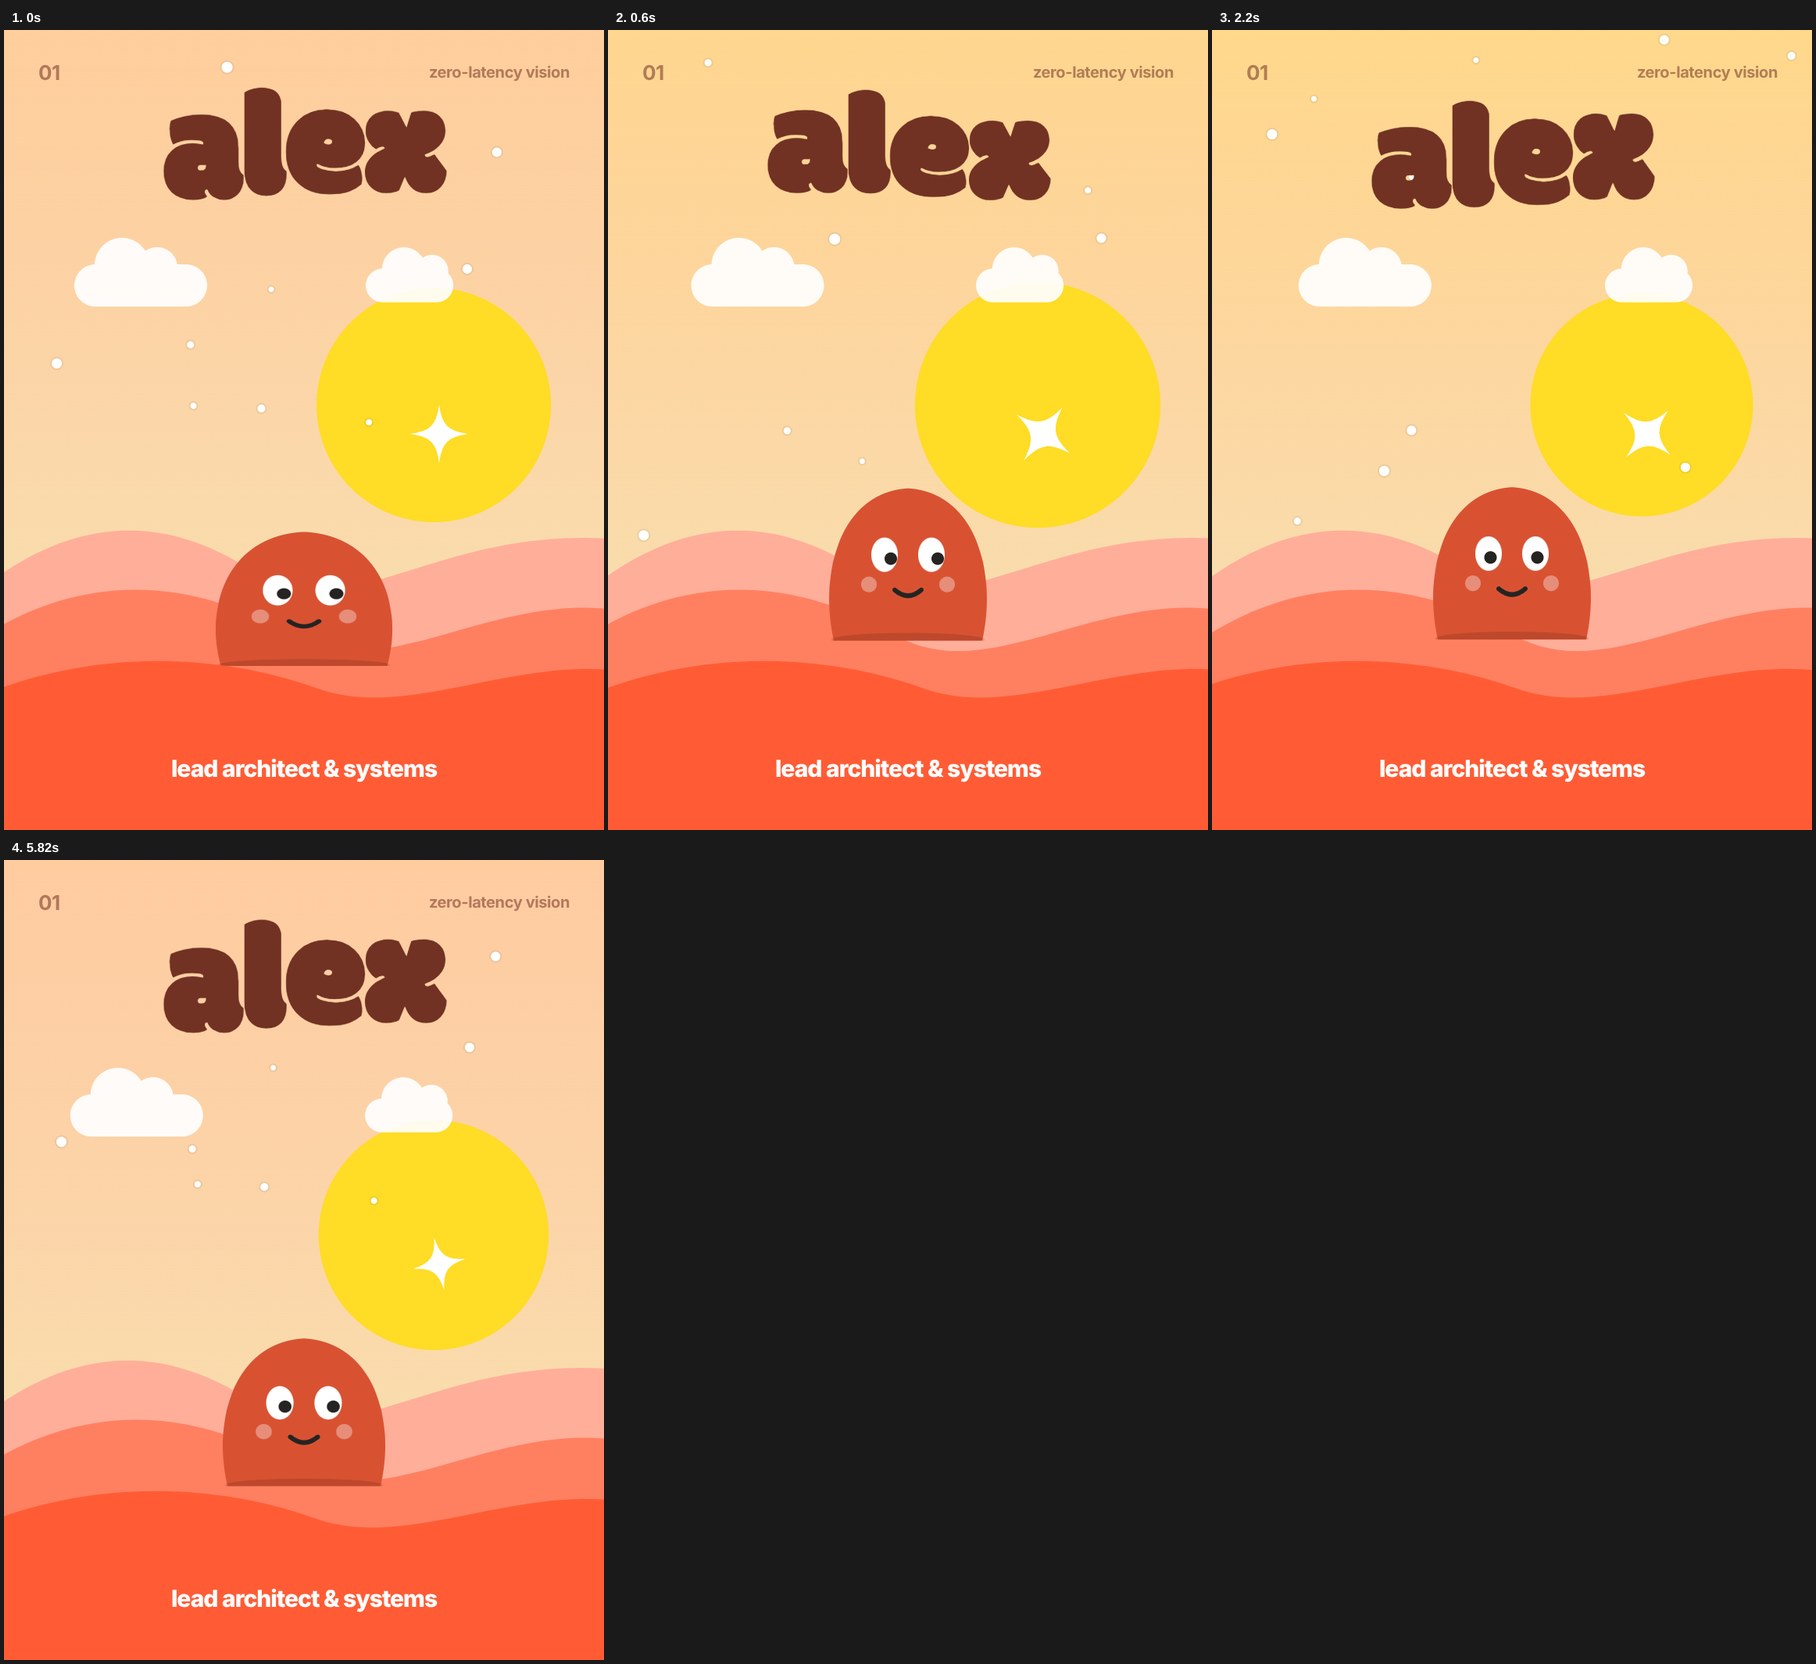 1. 0s
01
zero-latency vision
alex
lead architect & systems
2. 0.6s
01
zero-latency vision
alex
lead architect & systems
3. 2.2s
01
zero-latency vision
alex
lead architect & systems
4. 5.82s
01
zero-latency vision
alex
lead architect & systems